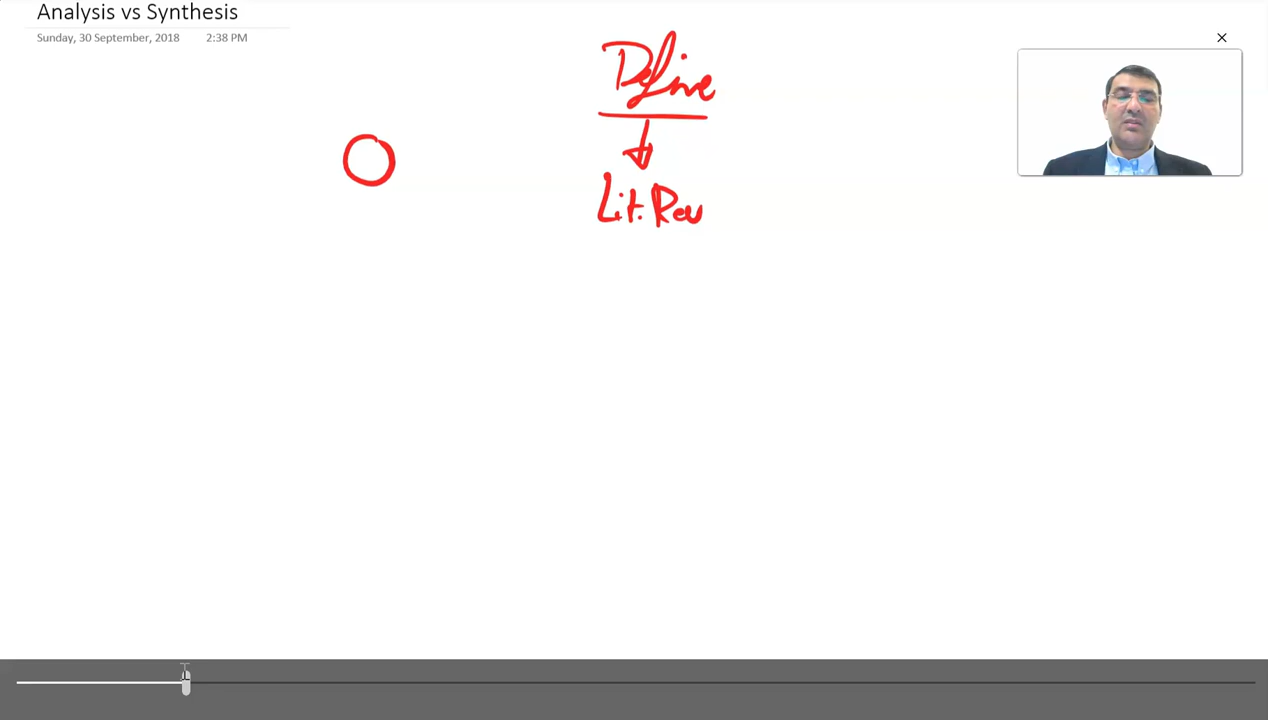 Analysis vs Synthesis
Sunday, 30 September, 2018 2:38 PM
Define
Lit. Rev